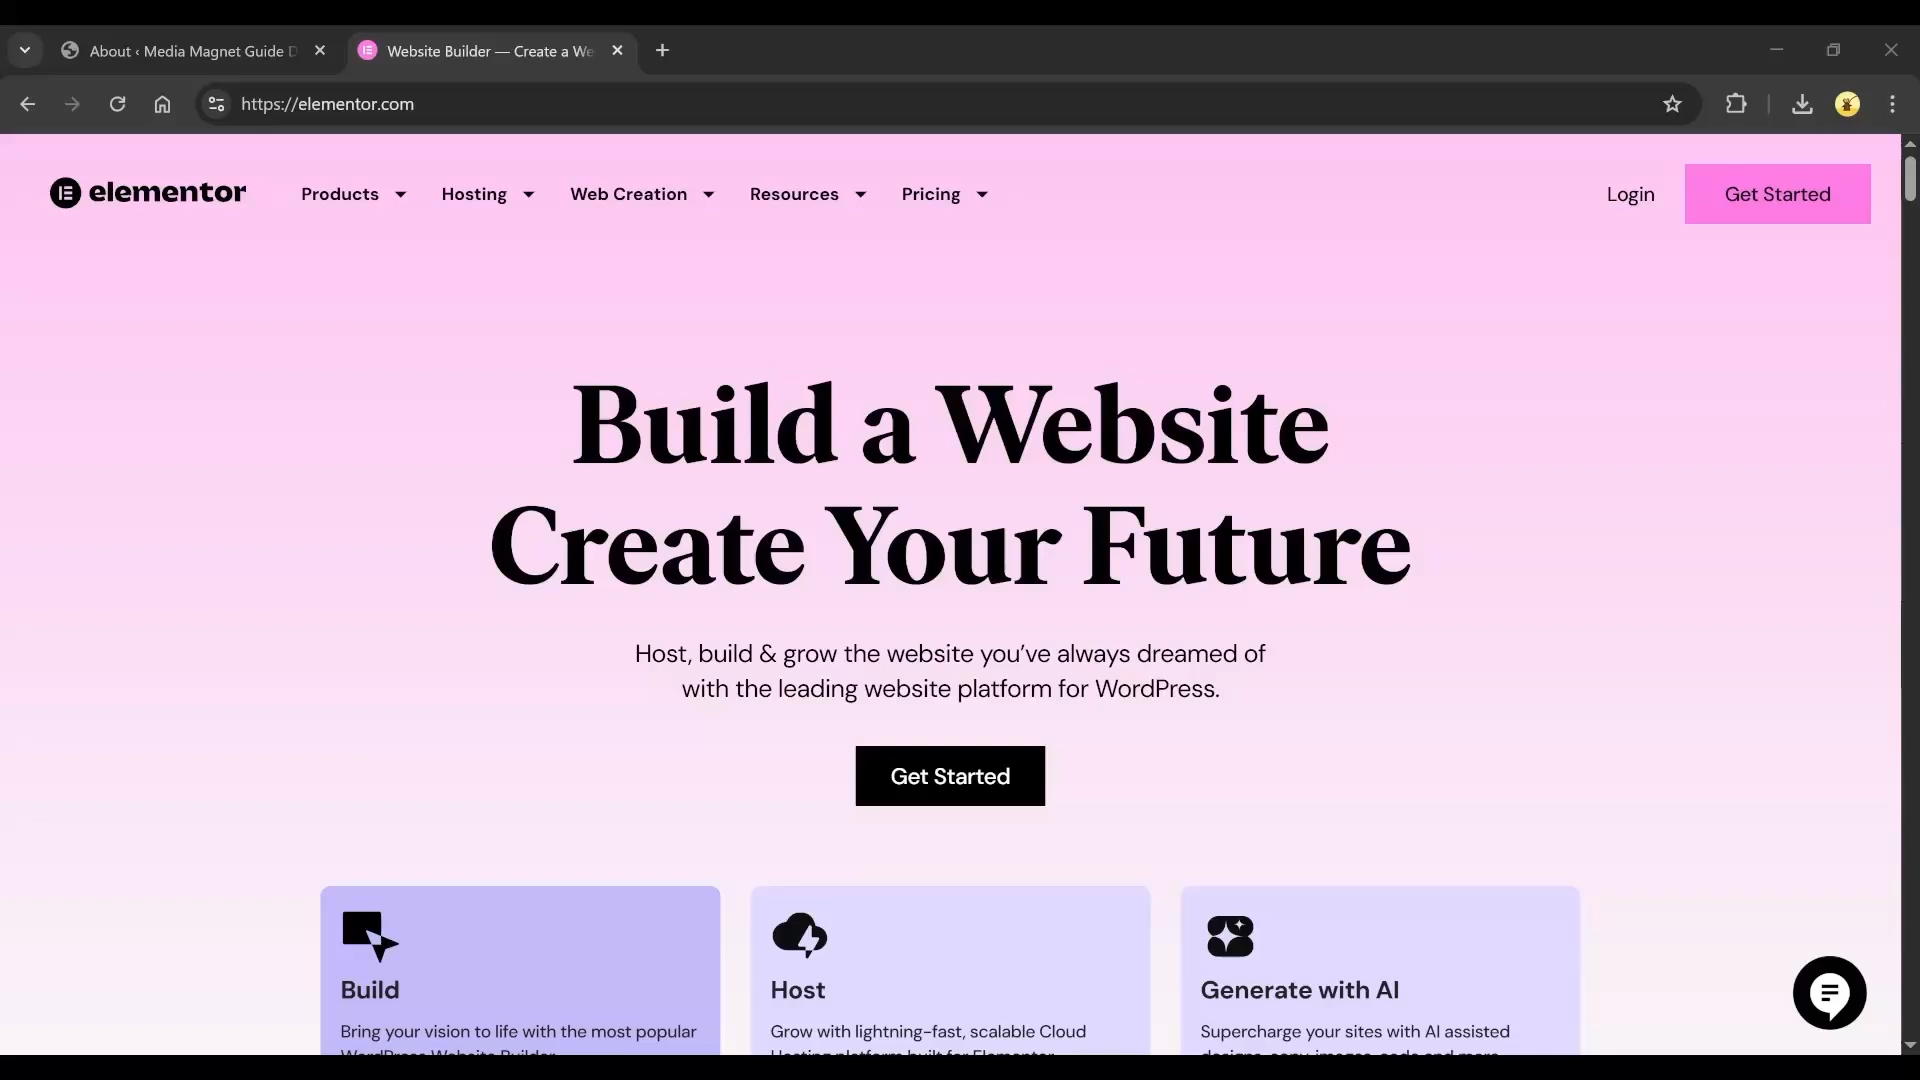 About ‹ Media Magnet Guide D
Website Builder — Create a We
https://elementor.com
elementor
Products
Hosting
Web Creation
Resources
Pricing
Login
Get Started
Build a Website
Create Your Future
Host, build & grow the website you’ve always dreamed of
with the leading website platform for WordPress.
Get Started
Build
Bring your vision to life with the most popular
WordPress Website Builder
Host
Grow with lightning-fast, scalable Cloud
Hosting platform built for Elementor
Generate with AI
Supercharge your sites with AI assisted
designs, copy, images, code and more